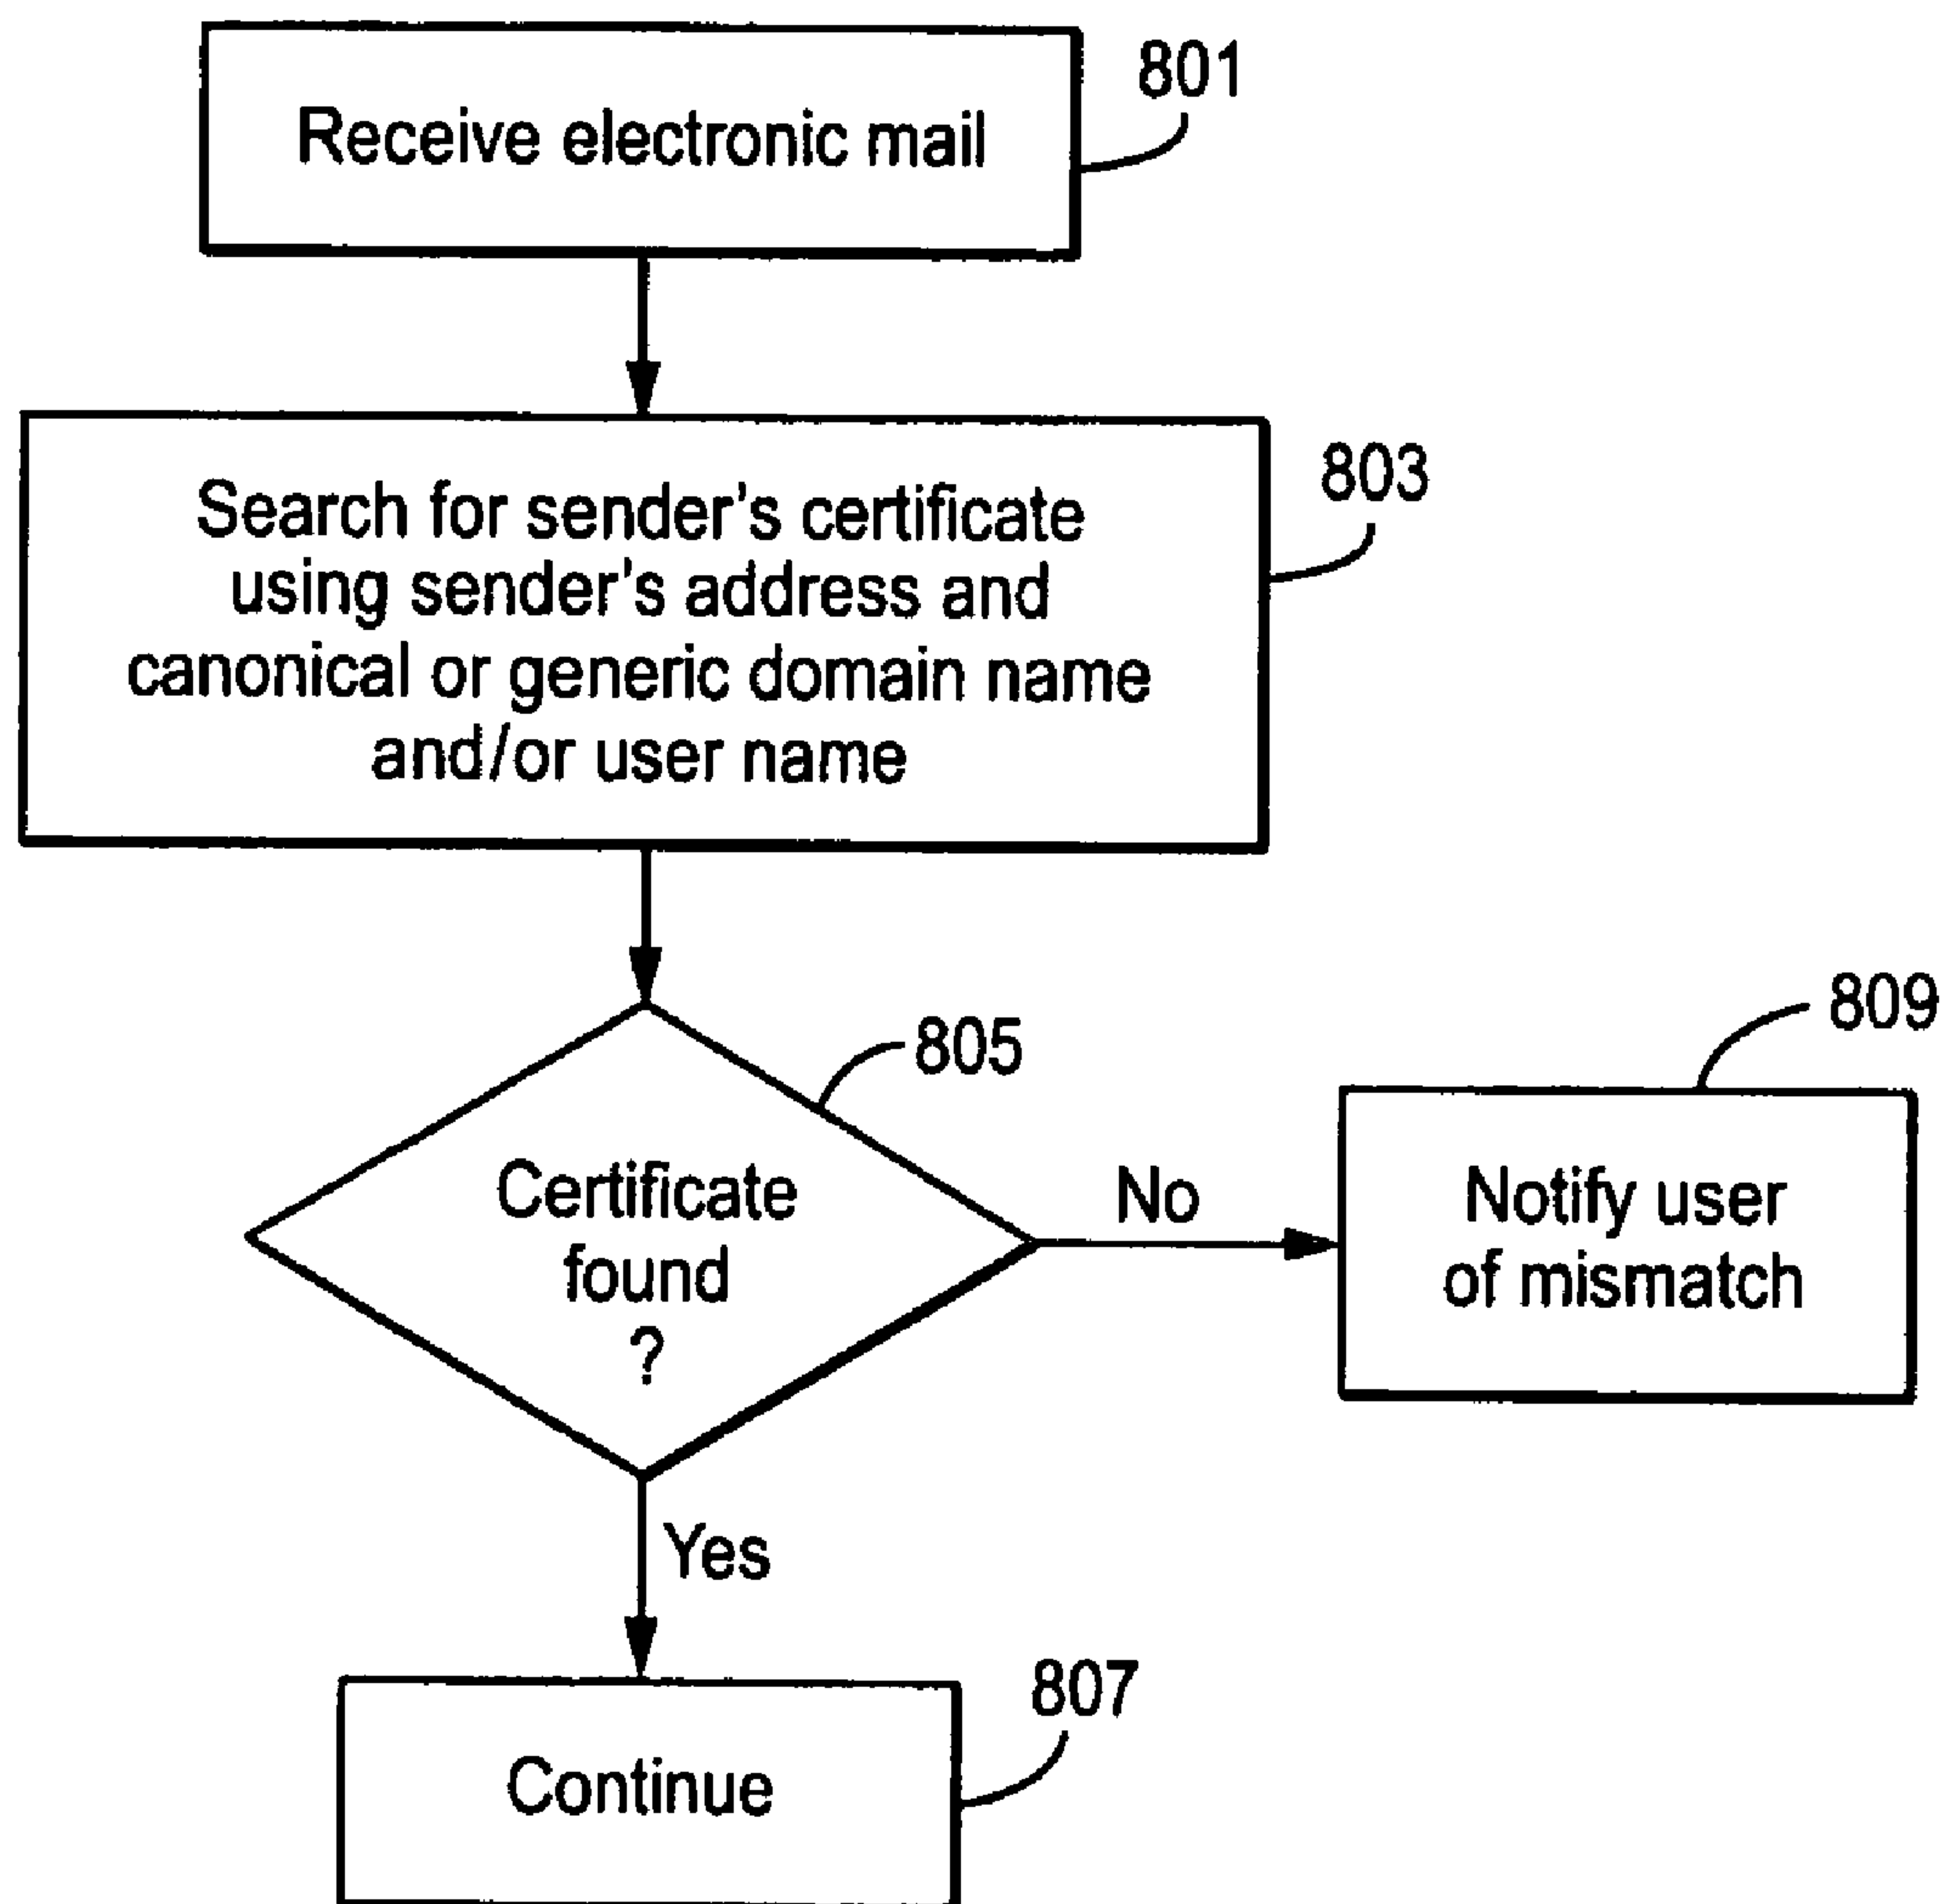 801
Receive electronic mail
803
Search for sender's certificate
using sender's address and
canonical or generic domain name
and/or user name
805
809
Certificate
found
?
No
Notify user
of mismatch
Yes
807
Continue